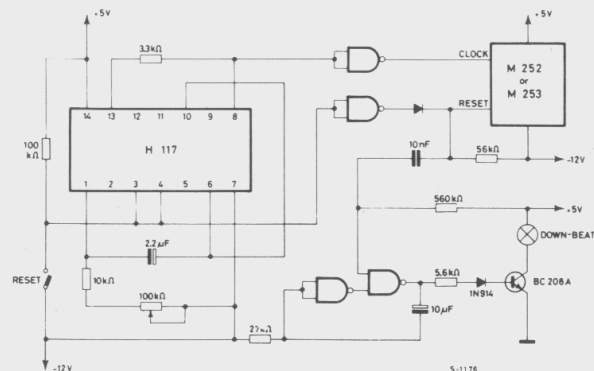 +5V
+5V
3.3kΩ
CLOCK
M 252
or
M 253
14 13 12 11 10 9 8
RESET
100
kΩ
H 117
10nF
56kΩ
-12V
1 2 3 4 5 6 7
560kΩ
+5V
2.2µF
DOWN-BEAT
RESET
10kΩ
5.6kΩ
BC 208A
100kΩ
1N914
10µF
27kΩ
-12V
S-1176